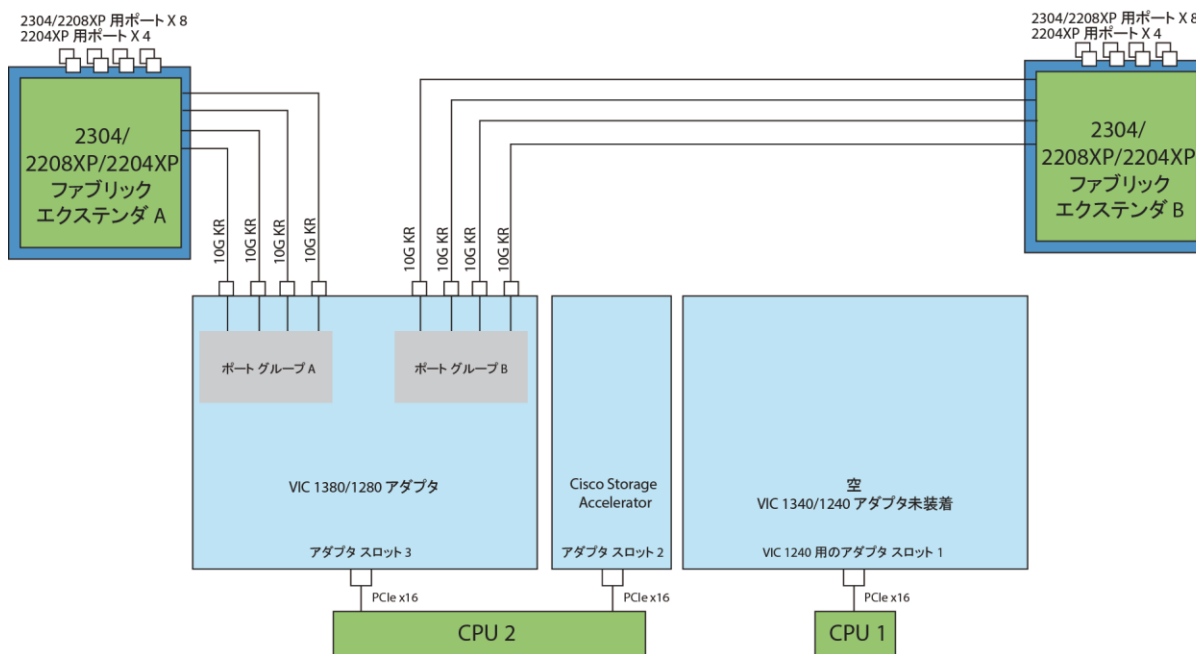 2304/2208XP 用ポート X 8
2204XP 用ポート X 4
2304/2208XP 用ポート X 8
2204XP 用ポート X 4
2304/
2208XP/2204XP
ファブリック
エクステンダ A
2304/
2208XP/2204XP
ファブリック
エクステンダ B
10G KR
10G KR
10G KR
10G KR
10G KR
10G KR
10G KR
10G KR
ポート グループ A
ポート グループ B
VIC 1380/1280 アダプタ
Cisco Storage
Accelerator
空
VIC 1340/1240 アダプタ未装着
アダプタ スロット 3
アダプタ スロット 2
VIC 1240 用のアダプタ スロット 1
PCIe x16
PCIe x16
PCIe x16
CPU 2
CPU 1